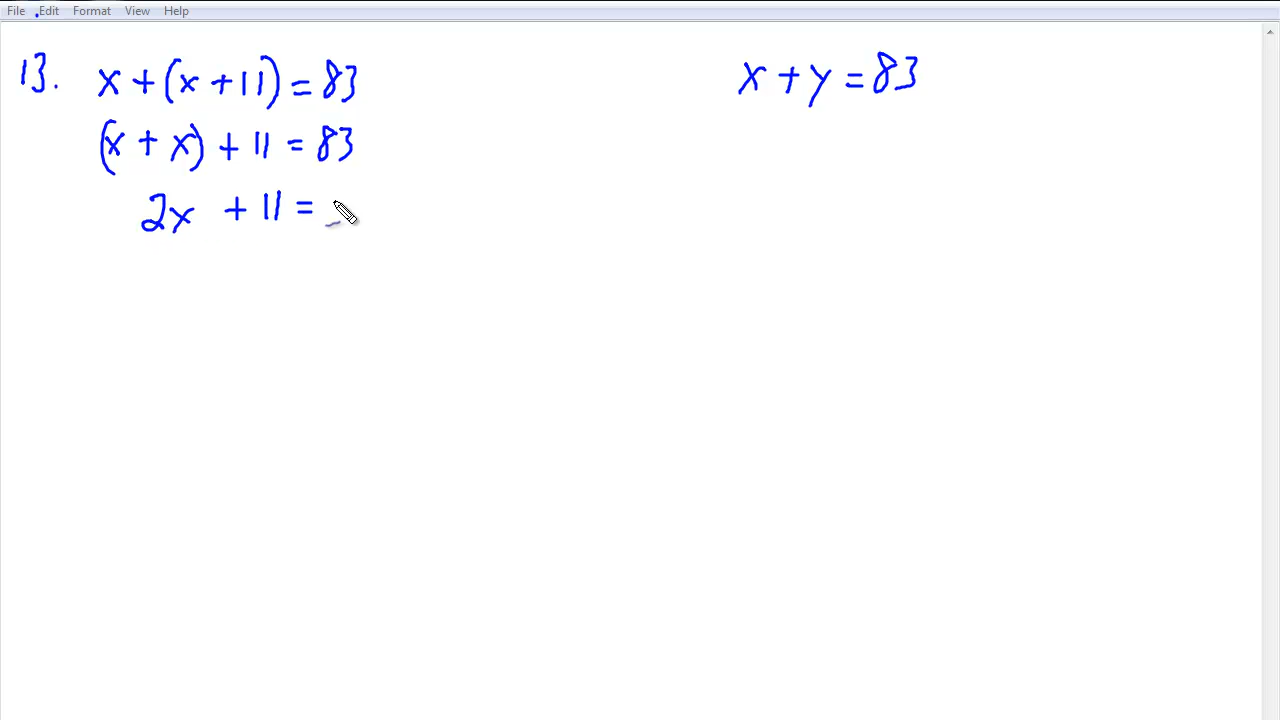 File Edit Format View Help
13. x + (x + 11) = 83
x + y = 83
(x + x) + 11 = 83
2x + 11 =